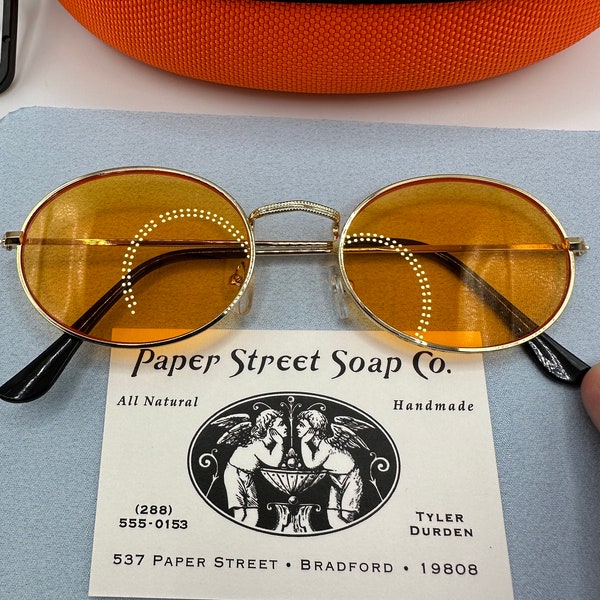 Paper Street Soap Co.
All Natural Handmade
(288)
555-0153
Tyler
Durden
537 Paper Street • Bradford • 19808